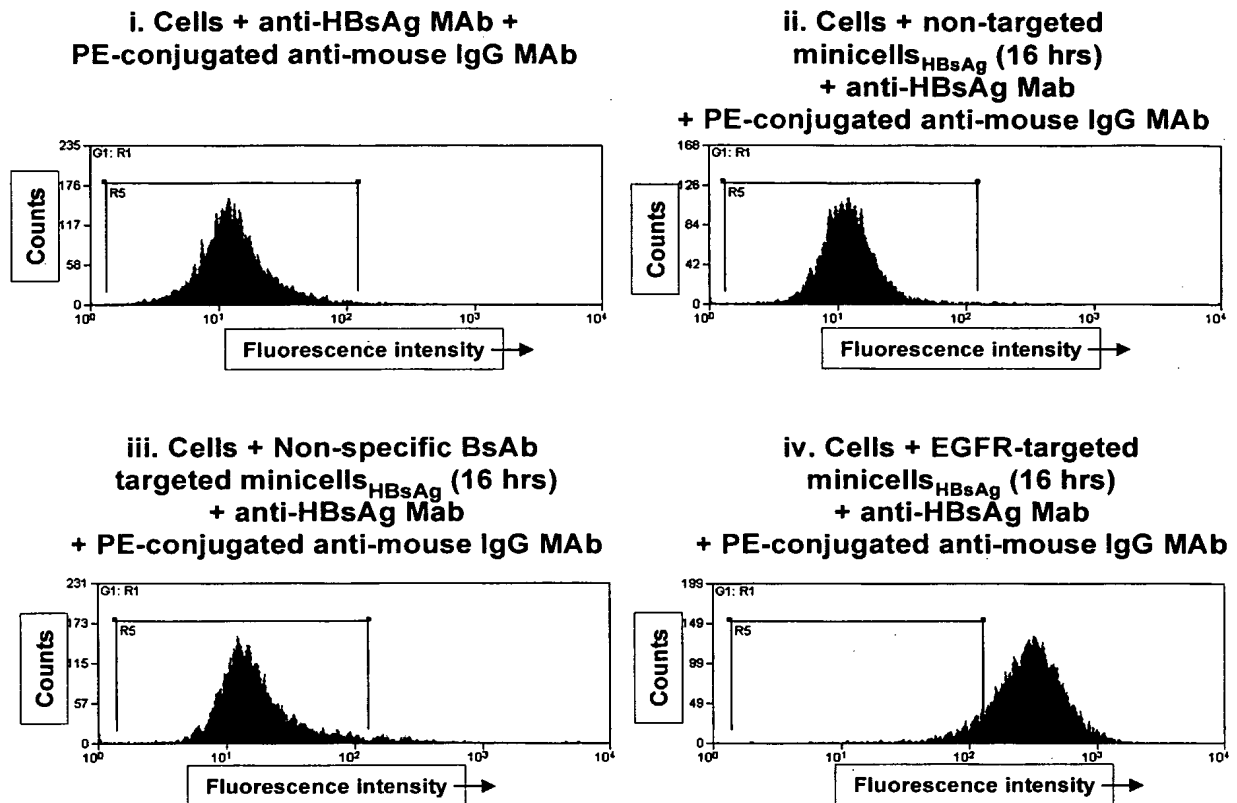 i. Cells + anti-HBsAg MAb +
PE-conjugated anti-mouse IgG MAb
235
176
117
58
0
G1: R1
R5
Counts
10⁰
10¹
10²
10³
10⁴
Fluorescence intensity
ii. Cells + non-targeted
minicellsHBsAg (16 hrs)
+ anti-HBsAg Mab
+ PE-conjugated anti-mouse IgG MAb
168
126
84
42
0
G1: R1
R5
Counts
10⁰
10¹
10²
10³
10⁴
Fluorescence intensity
iii. Cells + Non-specific BsAb
targeted minicellsHBsAg (16 hrs)
+ anti-HBsAg Mab
+ PE-conjugated anti-mouse IgG MAb
231
173
115
57
0
G1: R1
R5
Counts
10⁰
10¹
10²
10³
10⁴
Fluorescence intensity
iv. Cells + EGFR-targeted
minicellsHBsAg (16 hrs)
+ anti-HBsAg Mab
+ PE-conjugated anti-mouse IgG MAb
199
149
99
49
0
G1: R1
R5
Counts
10⁰
10¹
10²
10³
10⁴
Fluorescence intensity